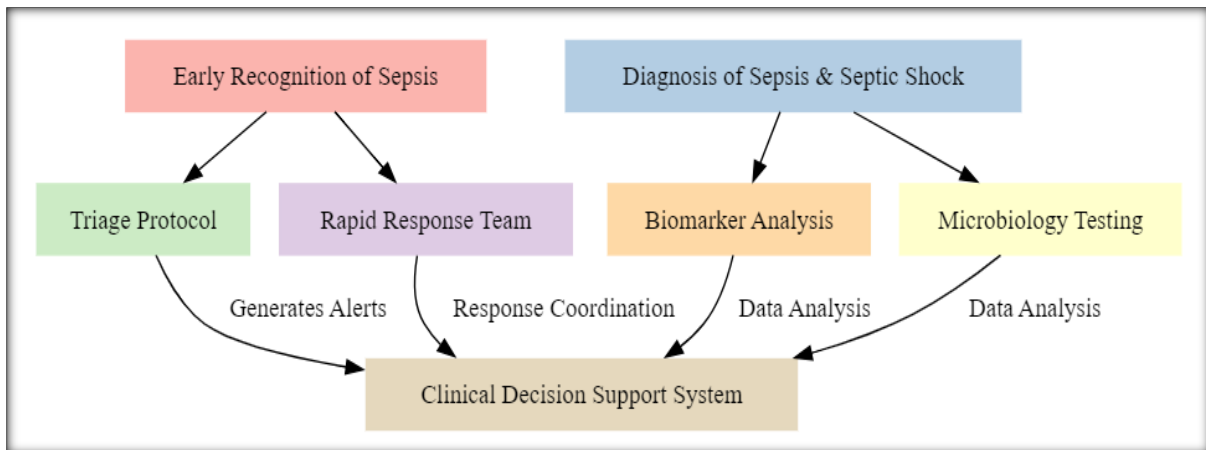 Early Recognition of Sepsis
Diagnosis of Sepsis & Septic Shock
Triage Protocol
Rapid Response Team
Biomarker Analysis
Microbiology Testing
Generates Alerts
Response Coordination
Data Analysis
Data Analysis
Clinical Decision Support System